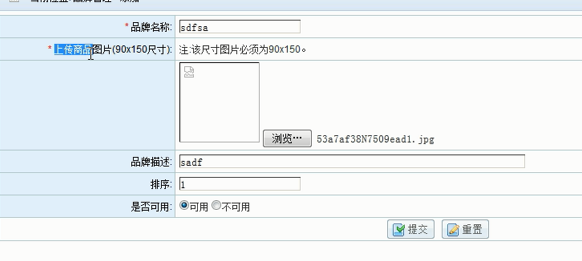 *品牌名称: sdfsa
*上传商品图片(90x150尺寸): 注:该尺寸图片必须为90x150。
浏览… 53a7af38N7509ead1.jpg
品牌描述: sadf
排序: 1
是否可用: 可用 不可用
提交 重置